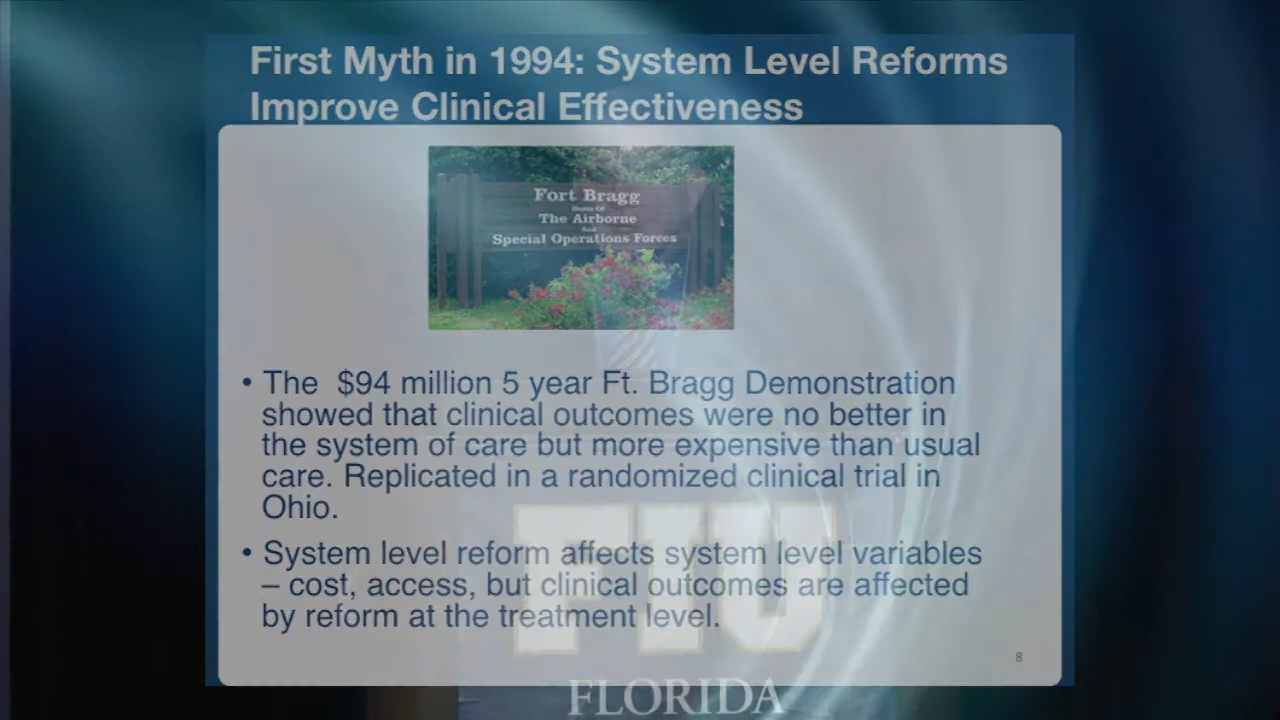 First Myth in 1994: System Level Reforms
Improve Clinical Effectiveness
Fort Bragg
Home Of
The Airborne
And
Special Operations Forces
• The $94 million 5 year Ft. Bragg Demonstration
showed that clinical outcomes were no better in
the system of care but more expensive than usual
care. Replicated in a randomized clinical trial in
Ohio.
• System level reform affects system level variables
– cost, access, but clinical outcomes are affected
by reform at the treatment level.
8
FIU
FLORIDA